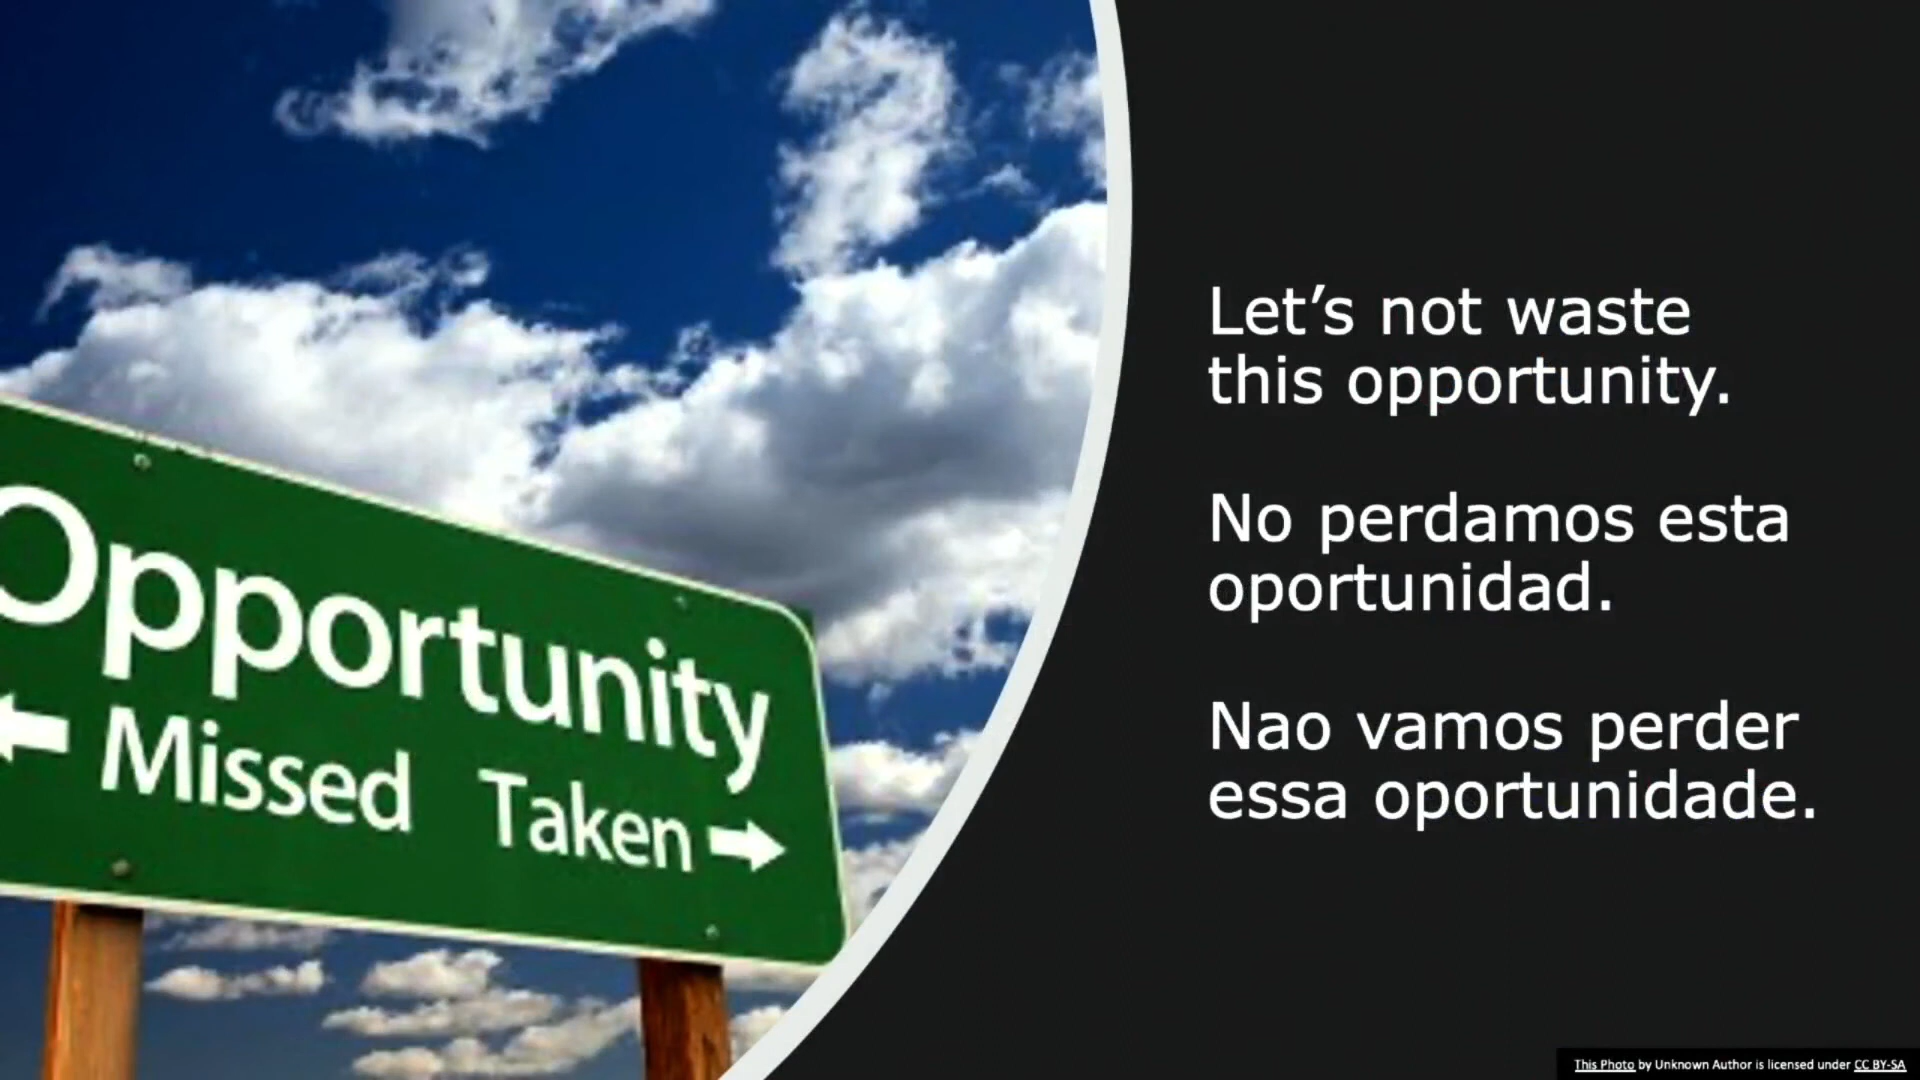 Opportunity
Missed Taken
Let’s not waste
this opportunity.
No perdamos esta
oportunidad.
Nao vamos perder
essa oportunidade.
This Photo by Unknown Author is licensed under CC BY-SA